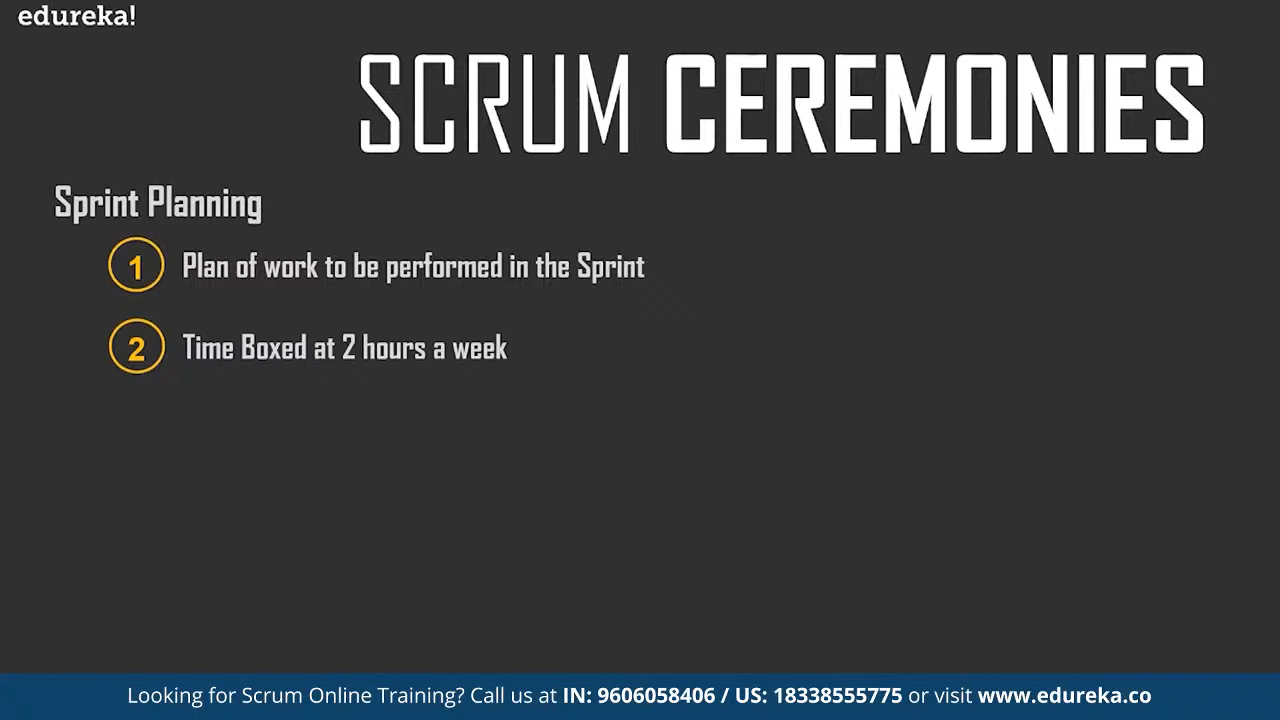 edureka!
SCRUM CEREMONIES
Sprint Planning
1 Plan of work to be performed in the Sprint
2 Time Boxed at 2 hours a week
Looking for Scrum Online Training? Call us at IN: 9606058406 / US: 18338555775 or visit www.edureka.co